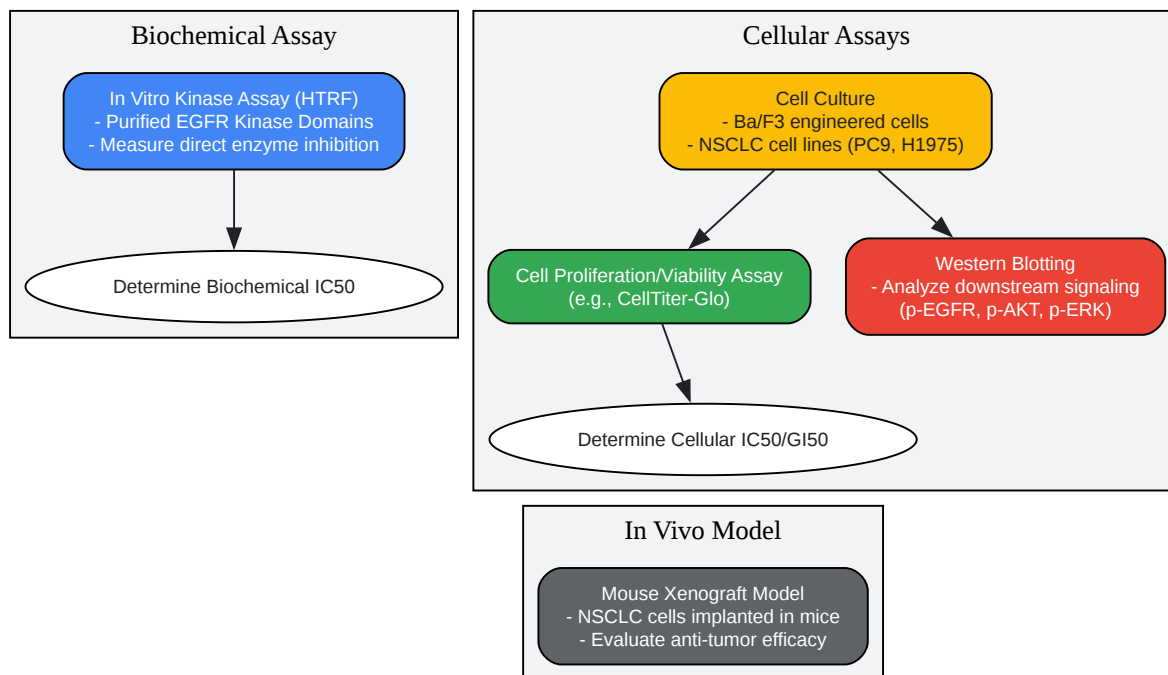 Biochemical Assay
In Vitro Kinase Assay (HTRF)
- Purified EGFR Kinase Domains
- Measure direct enzyme inhibition
Determine Biochemical IC50
Cellular Assays
Cell Culture
- Ba/F3 engineered cells
- NSCLC cell lines (PC9, H1975)
Cell Proliferation/Viability Assay
(e.g., CellTiter-Glo)
Western Blotting
- Analyze downstream signaling
(p-EGFR, p-AKT, p-ERK)
Determine Cellular IC50/GI50
In Vivo Model
Mouse Xenograft Model
- NSCLC cells implanted in mice
- Evaluate anti-tumor efficacy